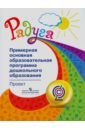 Радуга
Примерная основная
образовательная
программа
дошкольного
образования
Проект